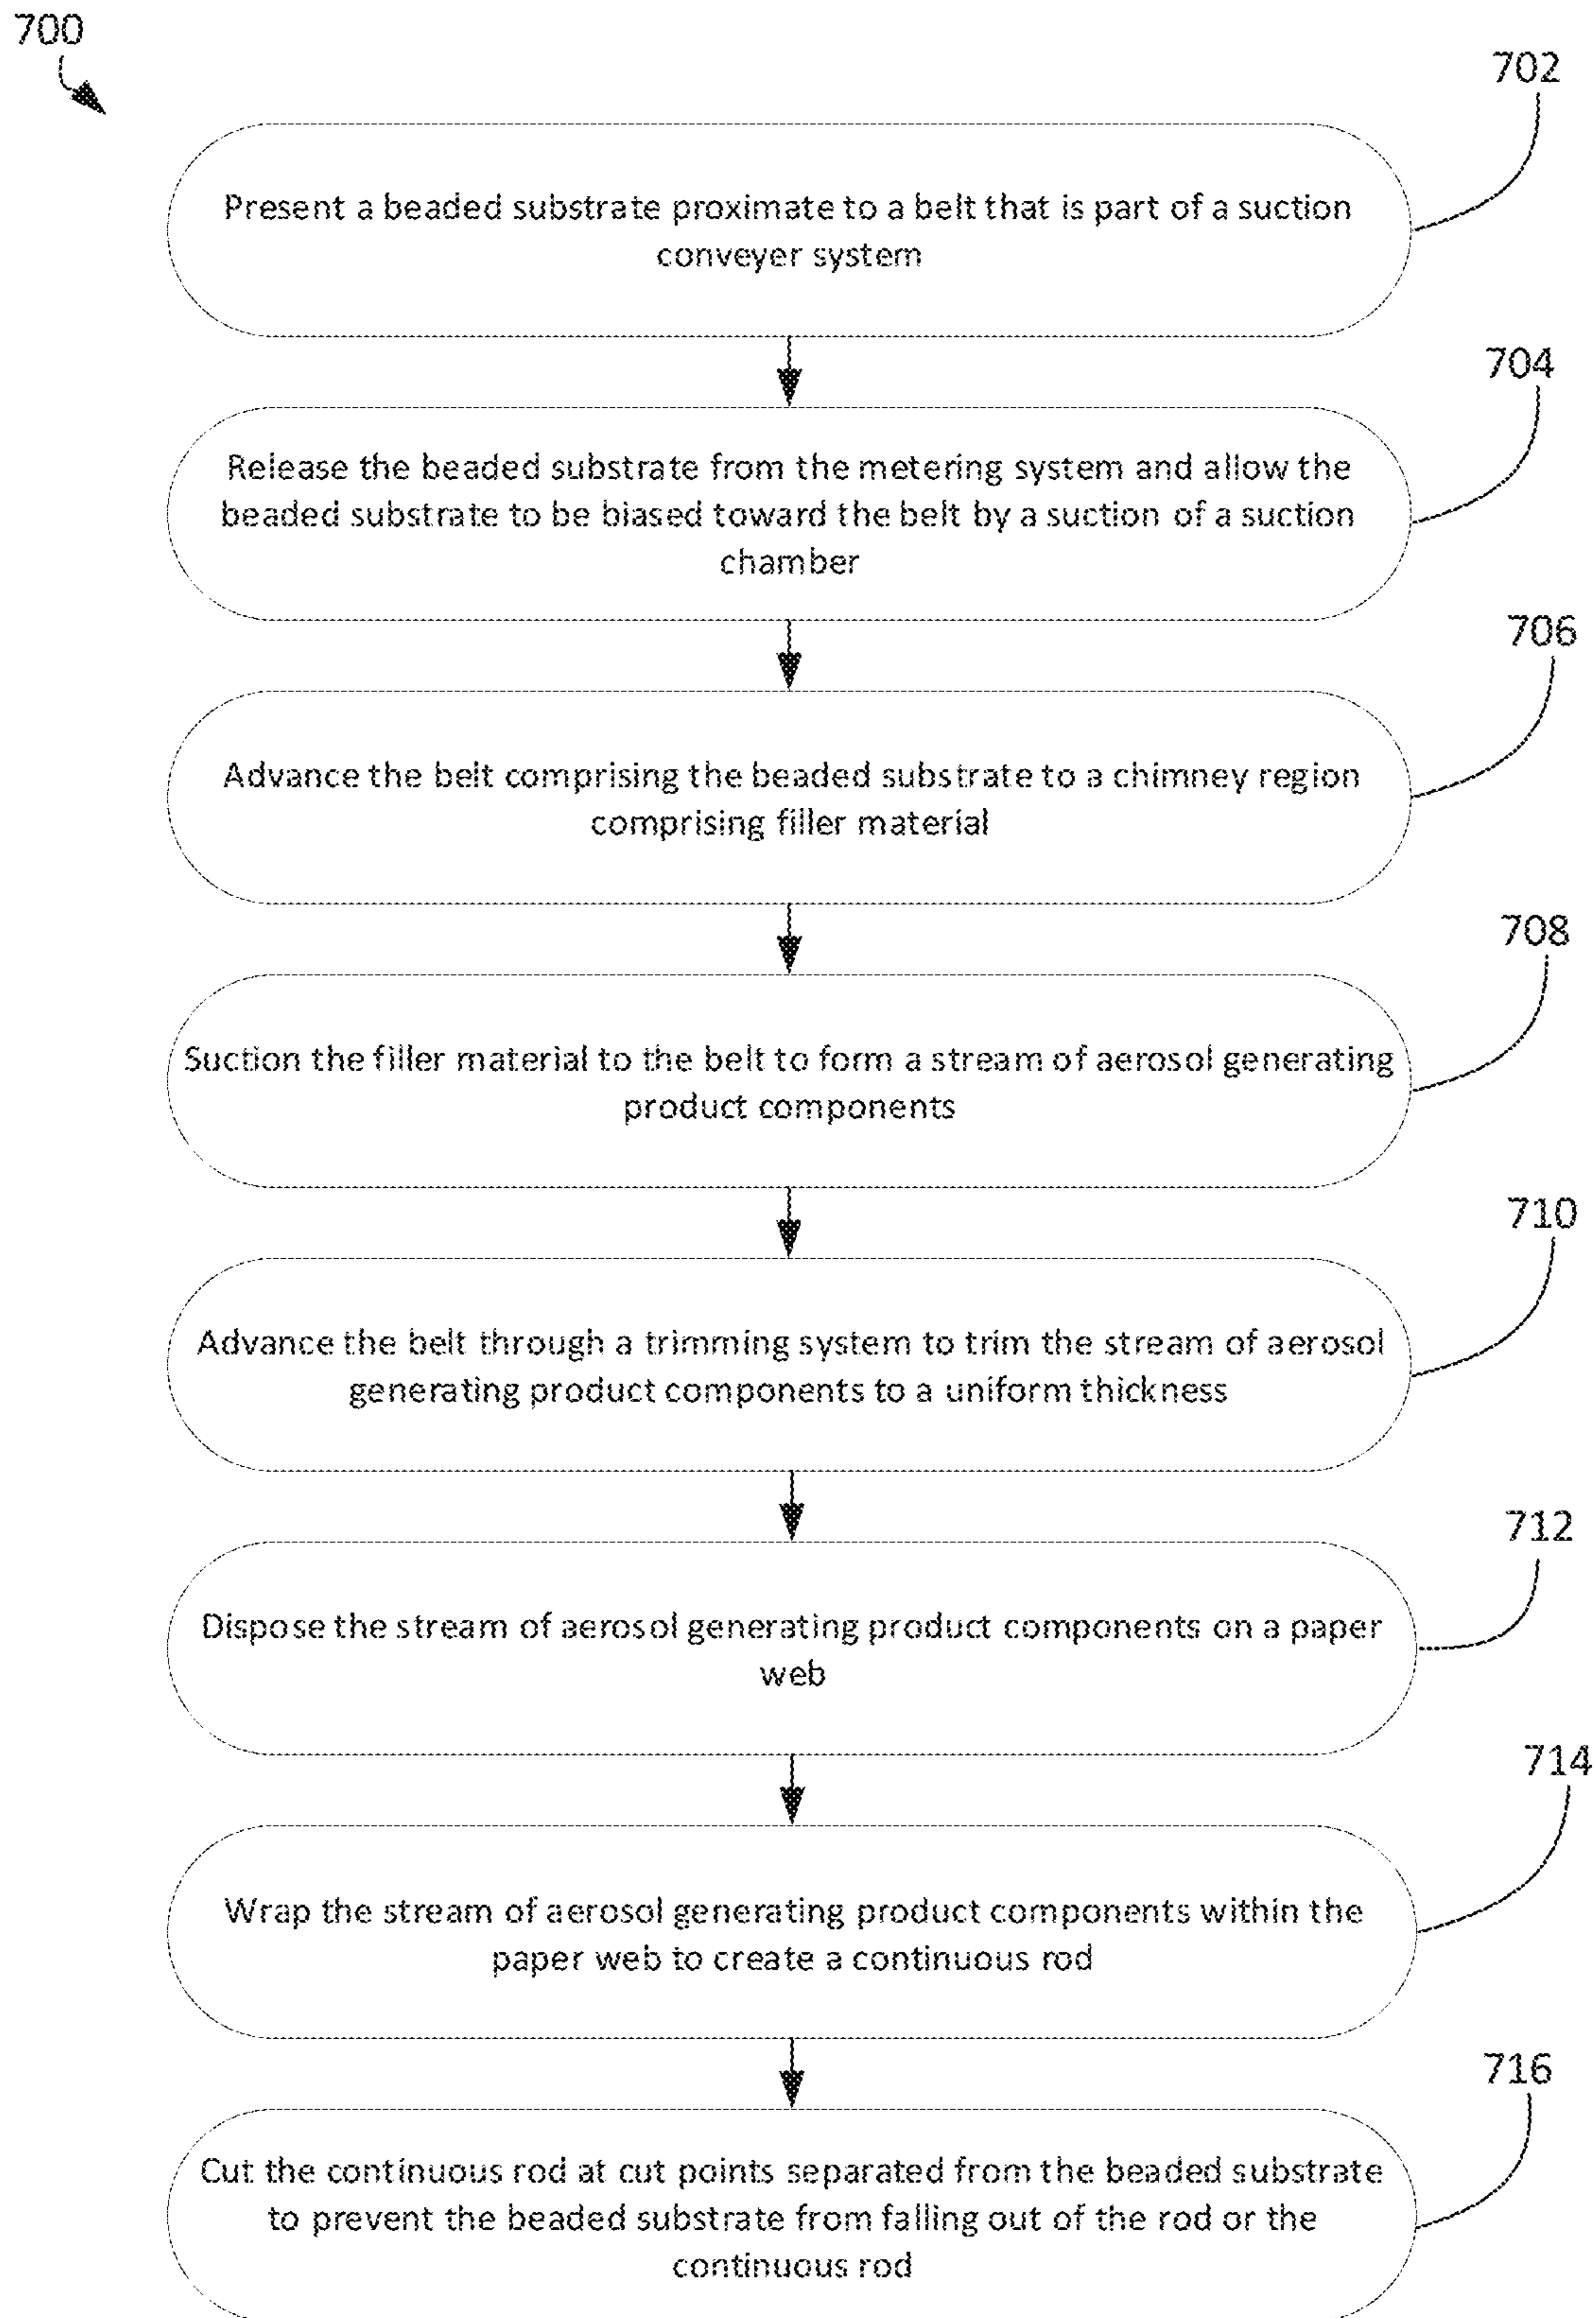 700
702
Present a beaded substrate proximate to a belt that is part of a suction
conveyer system
704
Release the beaded substrate from the metering system and allow the
beaded substrate to be biased toward the belt by a suction of a suction
chamber
706
Advance the belt comprising the beaded substrate to a chimney region
comprising filler material
708
Suction the filler material to the belt to form a stream of aerosol generating
product components
710
Advance the belt through a trimming system to trim the stream of aerosol
generating product components to a uniform thickness
712
Dispose the stream of aerosol generating product components on a paper
web
714
Wrap the stream of aerosol generating product components within the
paper web to create a continuous rod
716
Cut the continuous rod at cut points separated from the beaded substrate
to prevent the beaded substrate from falling out of the rod or the
continuous rod